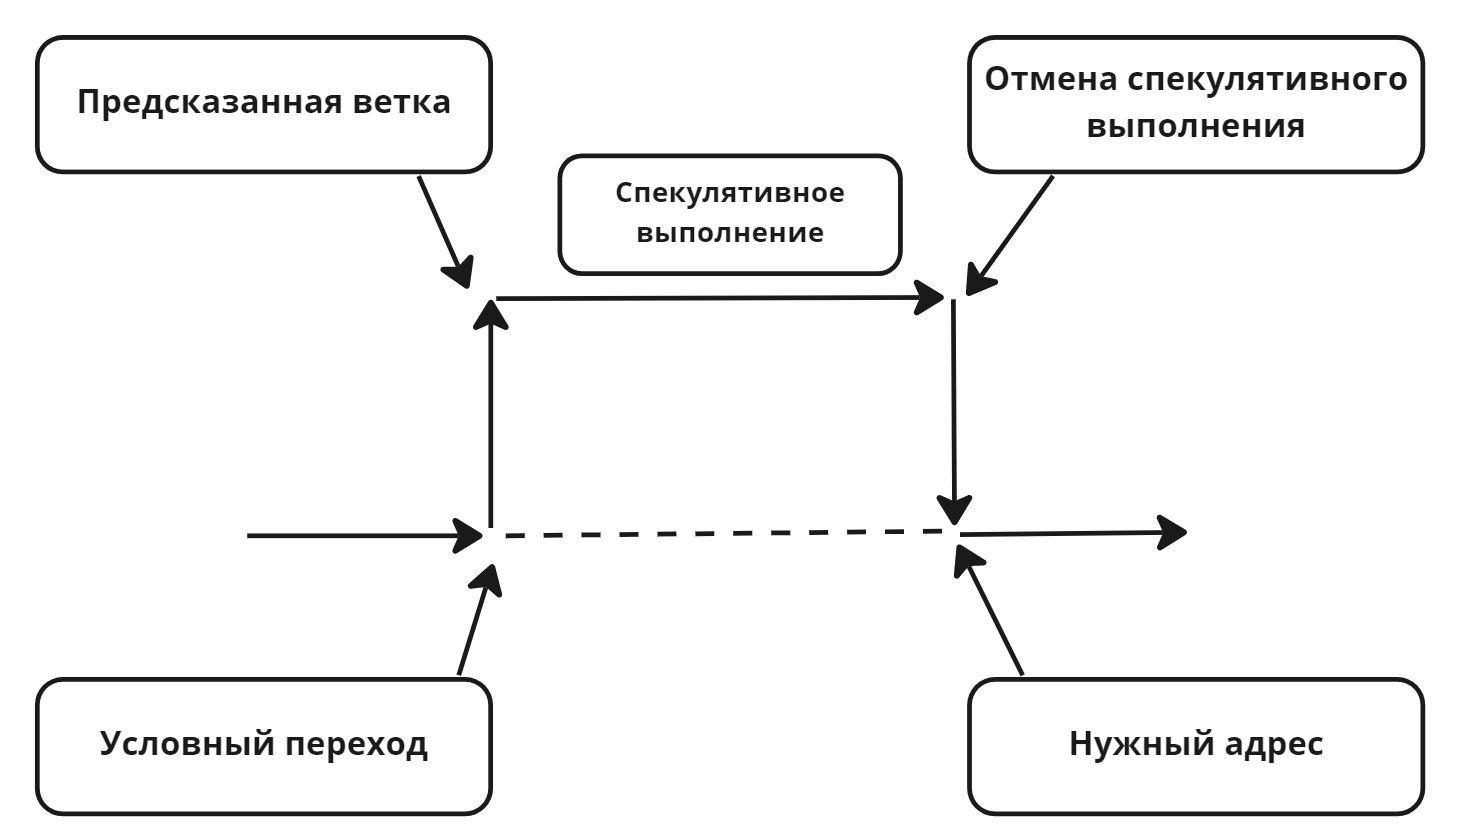 Предсказанная ветка
Отмена спекулятивного
выполнения
Спекулятивное
выполнение
Условный переход
Нужный адрес